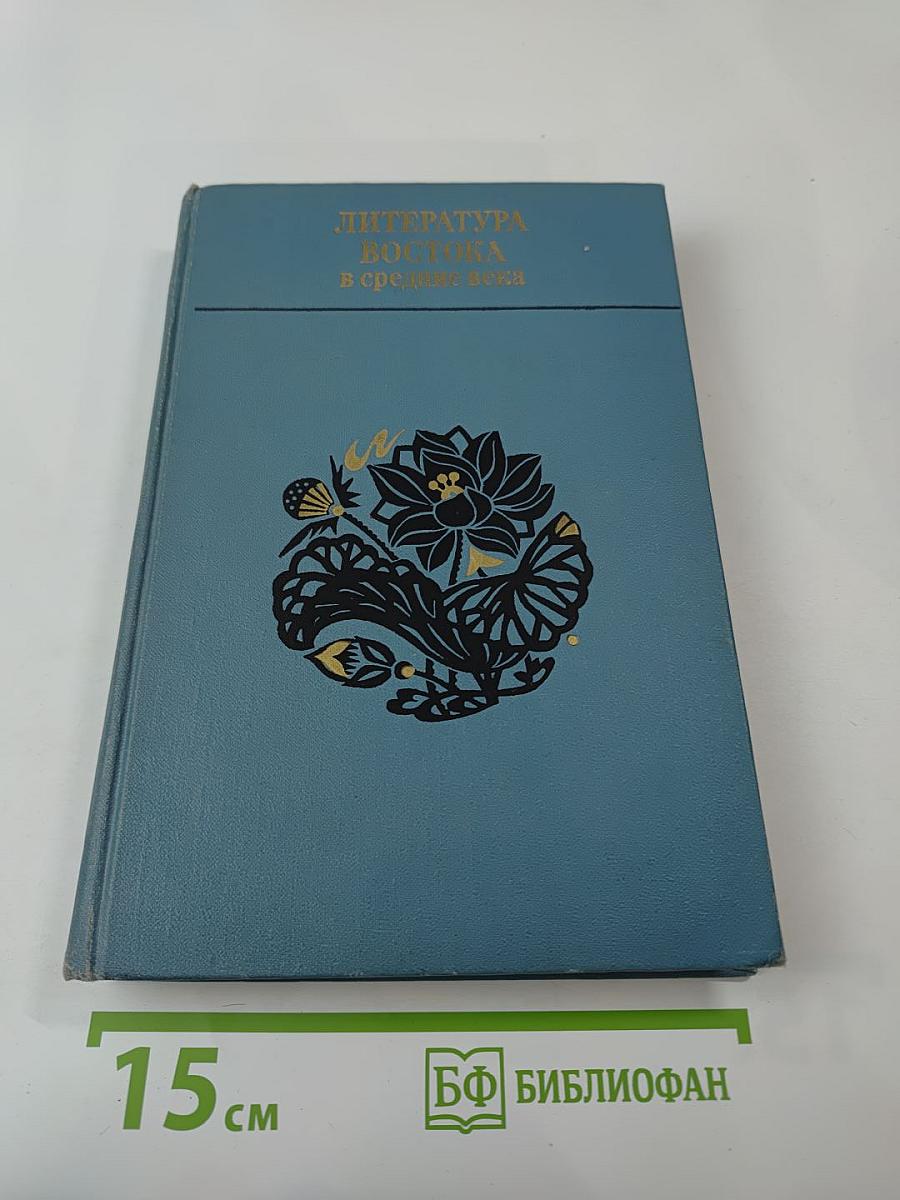 ЛИТЕРАТУРА
ВОСТОКА
в средние века
15 см
БФ БИБЛИОФАН